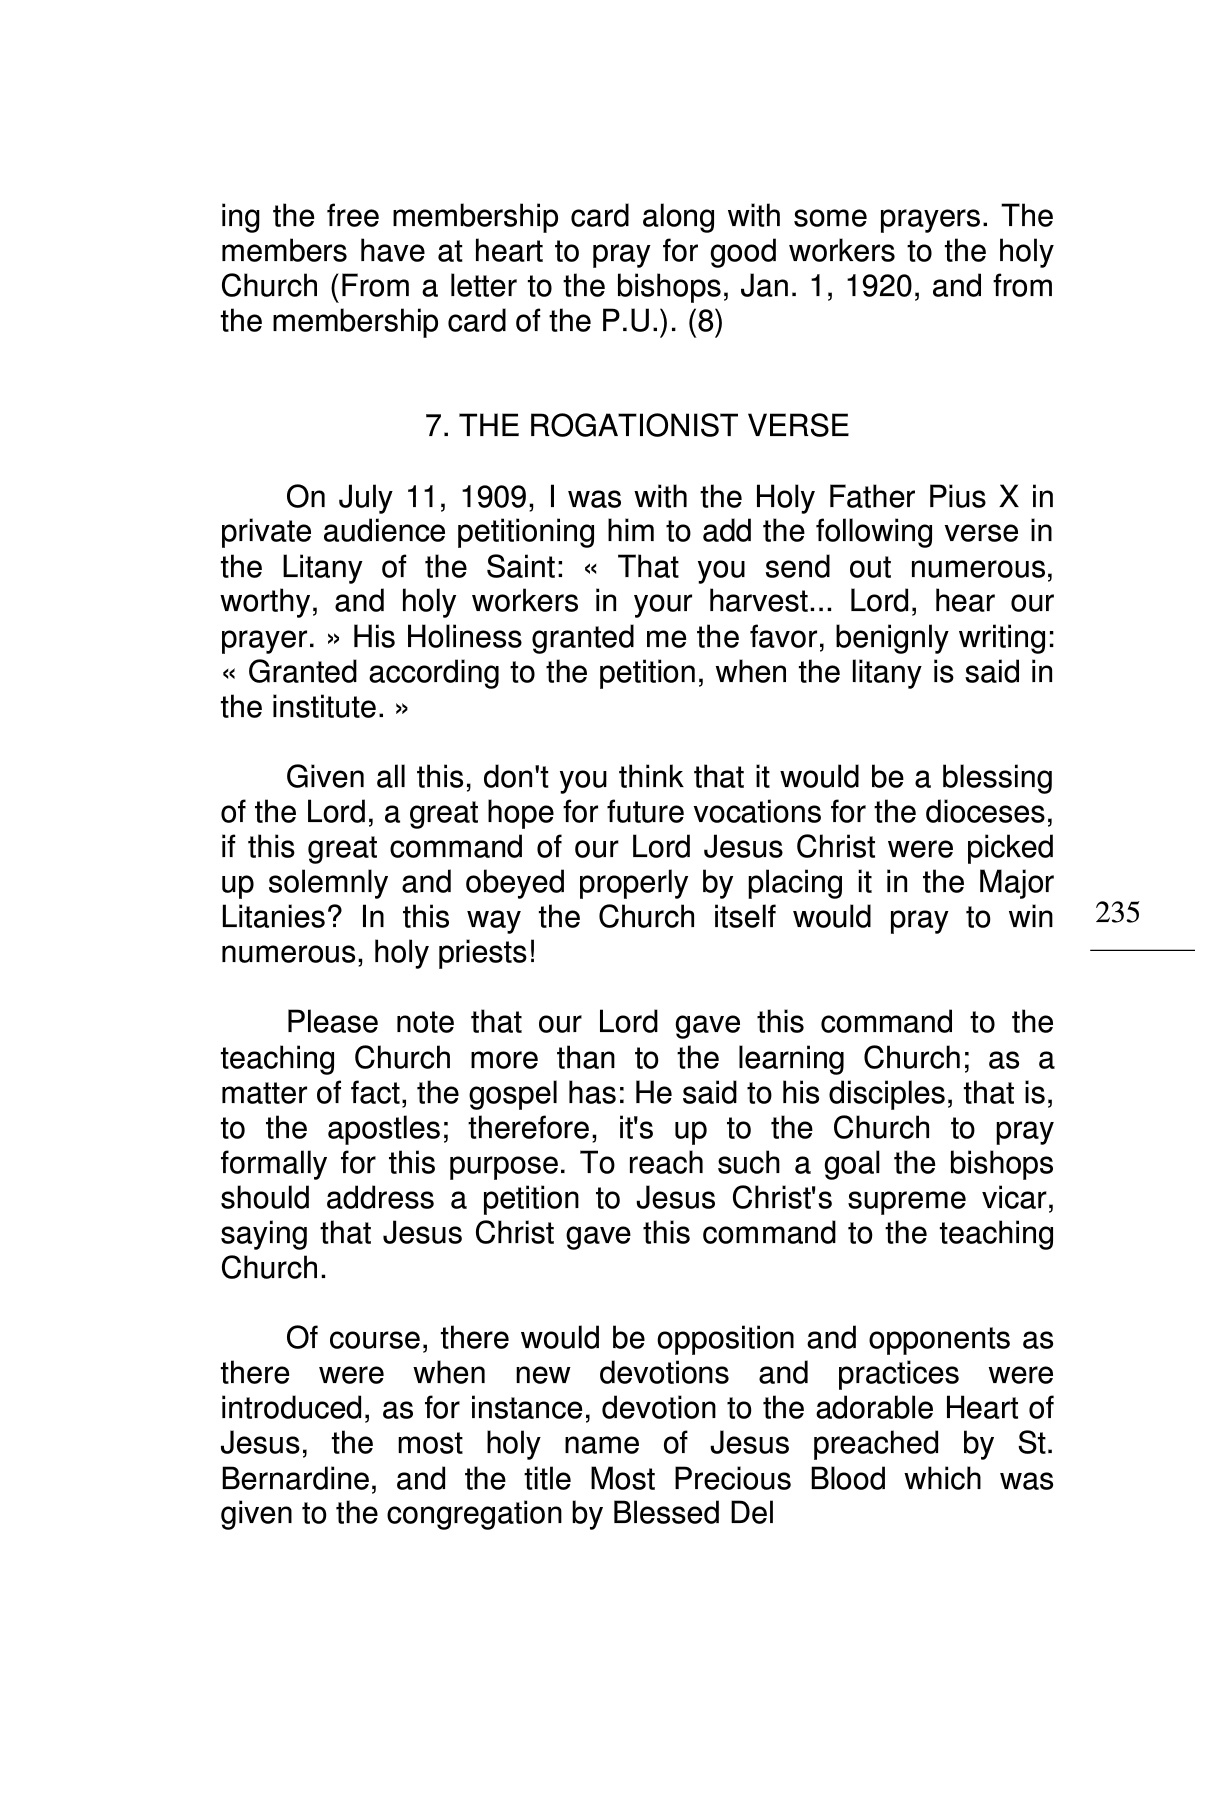 ing the free membership card along with some prayers. The
members have at heart to pray for good workers to the holy
Church (From a letter to the bishops, Jan. 1, 1920, and from
the membership card of the P.U.). (8)
7. THE ROGATIONIST VERSE
On July 11, 1909, I was with the Holy Father Pius X in
private audience petitioning him to add the following verse in
the Litany of the Saint: « That you send out numerous,
worthy, and holy workers in your harvest... Lord, hear our
prayer. » His Holiness granted me the favor, benignly writing:
« Granted according to the petition, when the litany is said in
the institute. »
Given all this, don't you think that it would be a blessing
of the Lord, a great hope for future vocations for the dioceses,
if this great command of our Lord Jesus Christ were picked
up solemnly and obeyed properly by placing it in the Major
Litanies? In this way the Church itself would pray to win
numerous, holy priests!
235
Please note that our Lord gave this command to the
teaching Church more than to the learning Church; as a
matter of fact, the gospel has: He said to his disciples, that is,
to the apostles; therefore, it's up to the Church to pray
formally for this purpose. To reach such a goal the bishops
should address a petition to Jesus Christ's supreme vicar,
saying that Jesus Christ gave this command to the teaching
Church.
Of course, there would be opposition and opponents as
there were when new devotions and practices were
introduced, as for instance, devotion to the adorable Heart of
Jesus, the most holy name of Jesus preached by St.
Bernardine, and the title Most Precious Blood which was
given to the congregation by Blessed Del